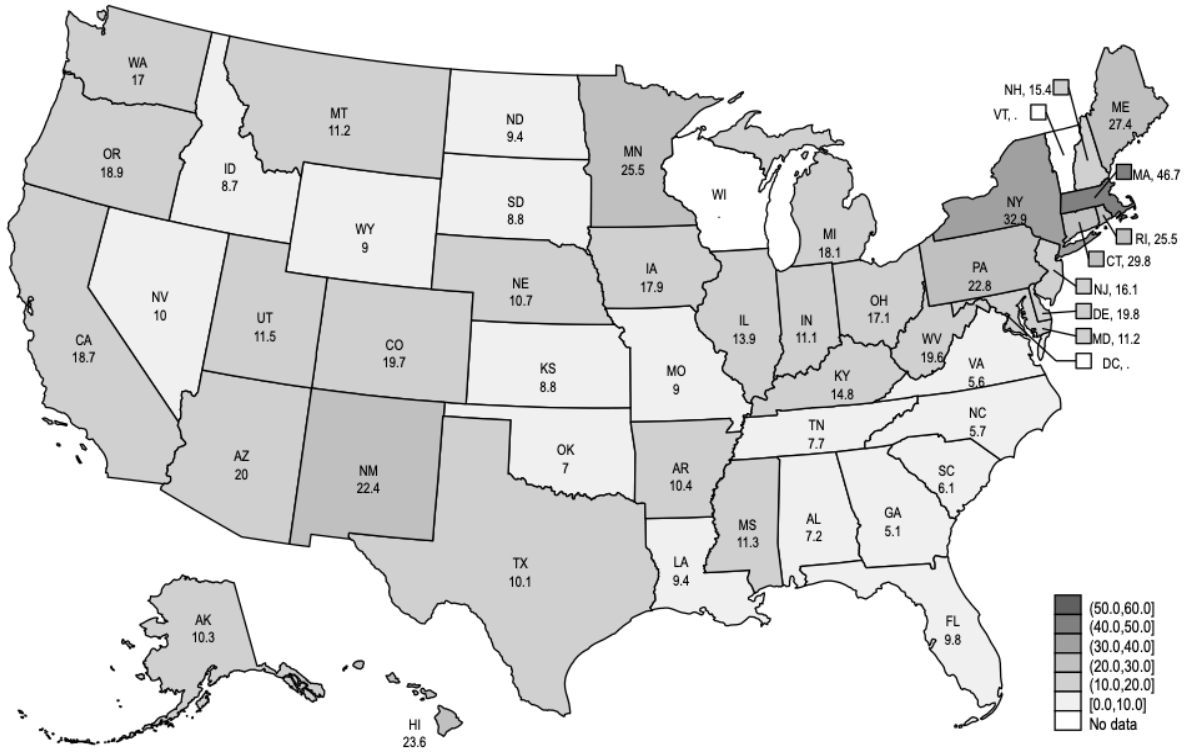 WA
17
OR
18.9
CA
18.7
NV
10
ID
8.7
MT
11.2
WY
9
UT
11.5
CO
19.7
AZ
20
NM
22.4
ND
9.4
SD
8.8
NE
10.7
KS
8.8
OK
7
TX
10.1
MN
25.5
IA
17.9
MO
9
AR
10.4
LA
9.4
WI
.
IL
13.9
MI
18.1
IN
11.1
OH
17.1
KY
14.8
TN
7.7
MS
11.3
AL
7.2
GA
5.1
FL
9.8
SC
6.1
NC
5.7
VA
5.6
WV
19.6
PA
22.8
NY
32.9
ME
27.4
NH, 15.4
VT, .
MA, 46.7
RI, 25.5
CT, 29.8
NJ, 16.1
DE, 19.8
MD, 11.2
DC, .
AK
10.3
HI
23.6
(50.0,60.0]
(40.0,50.0]
(30.0,40.0]
(20.0,30.0]
(10.0,20.0]
[0.0,10.0]
No data